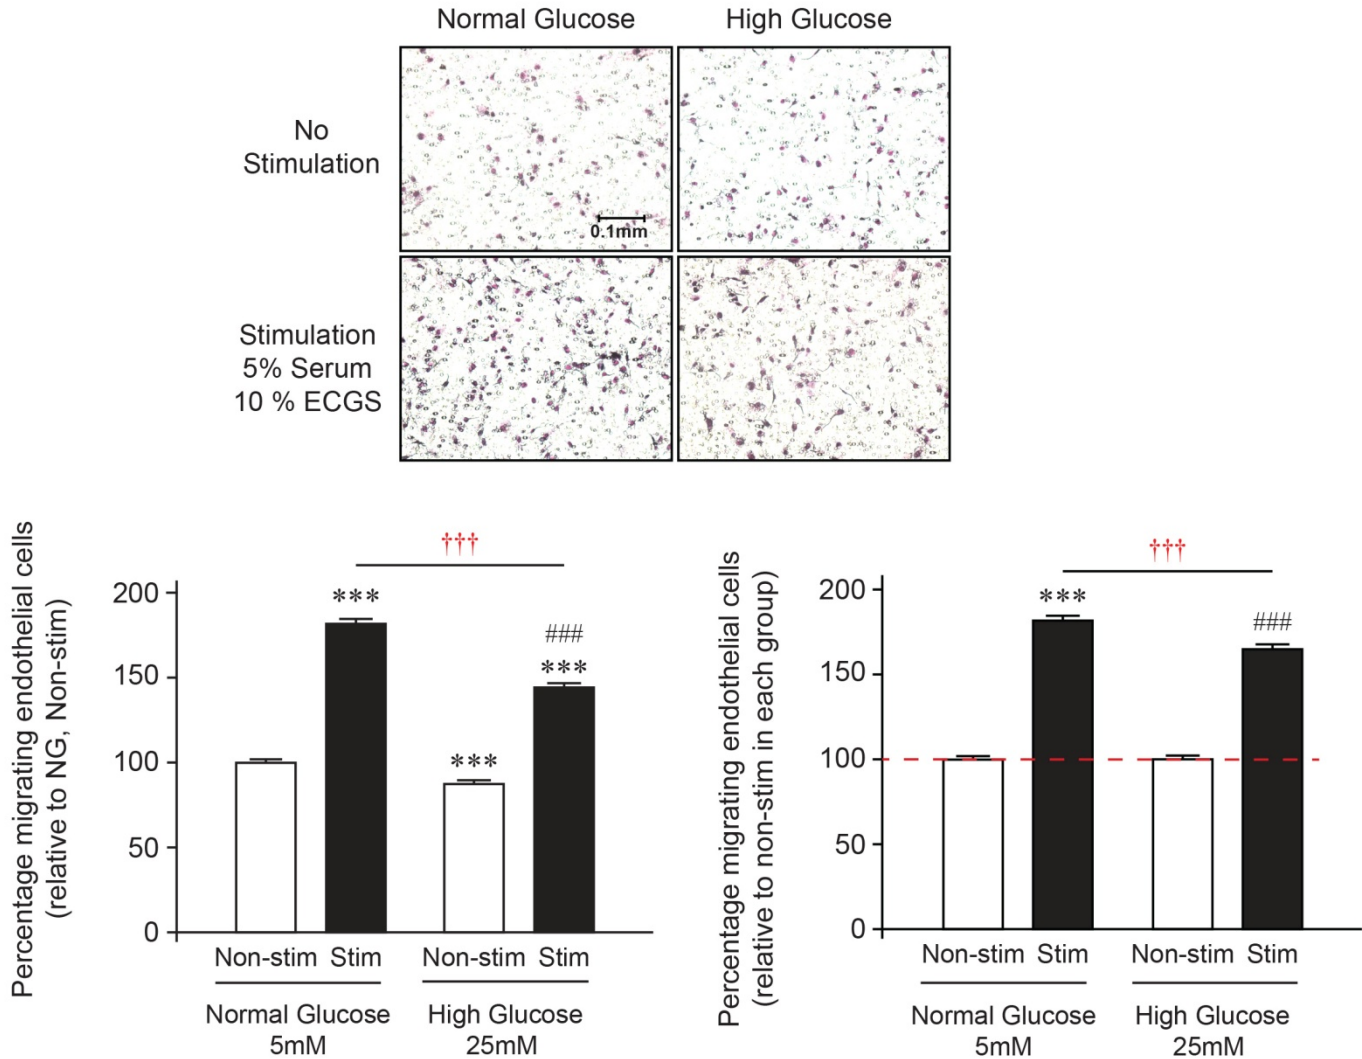 Normal Glucose
High Glucose
No
Stimulation
0.1mm
Stimulation
5% Serum
10 % ECGS
Percentage migrating endothelial cells
(relative to NG, Non-stim)
200
150
100
50
0
†††
***
***
###
***
Non-stim
Stim
Non-stim
Stim
Normal Glucose
5mM
High Glucose
25mM
Percentage migrating endothelial cells
(relative to non-stim in each group)
200
150
100
50
0
†††
***
###
Non-stim
Stim
Non-stim
Stim
Normal Glucose
5mM
High Glucose
25mM